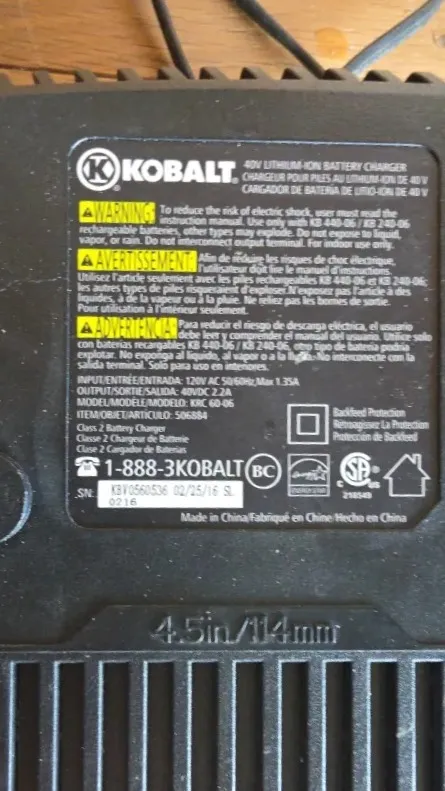 K KOBALT®
40V LITHIUM-ION BATTERY CHARGER
CHARGEUR POUR PILES AU LITHIUM-ION DE 40 V
CARGADOR DE BATERÍA DE LITIO-ION DE 40 V
WARNING: To reduce the risk of electric shock, user must read the
instruction manual. Use only with KB 440-06 / KB 240-06
rechargeable batteries, other types may explode. Do not expose to liquid,
vapor, or rain. Do not interconnect output terminal. For indoor use only.
AVERTISSEMENT: Afin de réduire les risques de choc électrique,
l'utilisateur doit lire le manuel d'instructions.
Utilisez l'article seulement avec les piles rechargeables KB 440-06 et KB 240-06;
les autres types de piles risqueraient d'exploser. N'exposez pas l'article à des
liquides, à de la vapeur ou à la pluie. Ne reliez pas les bornes de sortie.
Pour utilisation à l'intérieur seulement.
ADVERTENCIA: Para reducir el riesgo de descarga eléctrica, el usuario
debe leer y comprender el manual del usuario. Utilice solo
con baterías recargables KB 440-06 / KB 240-06, otro tipo de batería podría
explotar. No exponga al líquido, al vapor o a la lluvia. No interconecte con la
salida terminal. Solo para uso en interiores.
INPUT/ENTRÉE/ENTRADA: 120V AC 50/60Hz,Max 1.35A
OUTPUT/SORTIE/SALIDA: 40VDC 2.2A
MODEL/MODÈLE/MODELO: KRC 60-06
ITEM/OBJET/ARTÍCULO: 506884
Class 2 Battery Charger
Classe 2 Chargeur de Batterie
Clase 2 Cargador de Baterías
Backfeed Protection
Retroagissez La Protection
Protección de Backfeed
1-888-3KOBALT
BC
ENERGY STAR
SA
C US
218549
SN: KBV0560536 02/25/16 SL
0216
Made in China/Fabriqué en Chine/Hecho en China
4.5in/114mm